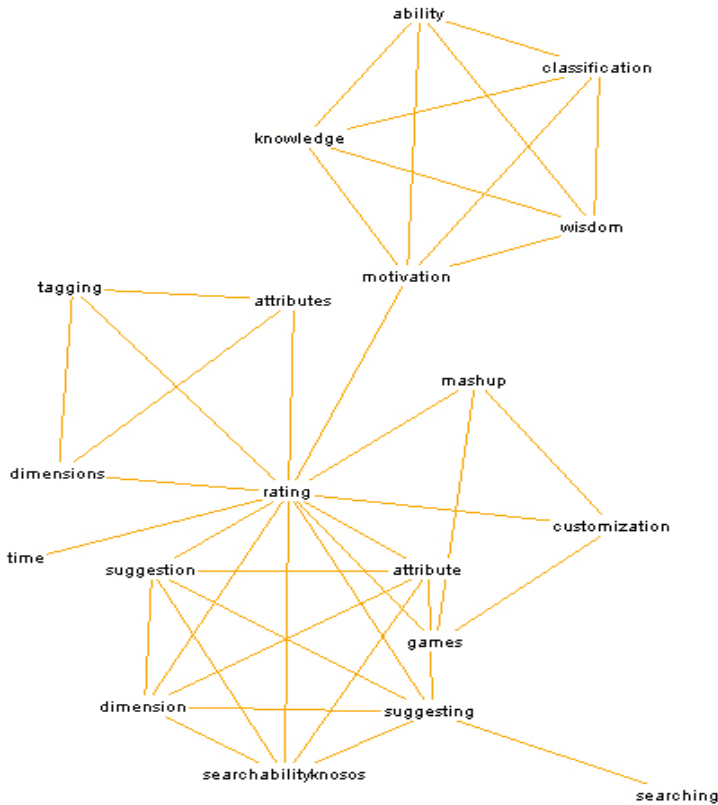 ability
classification
knowledge
wisdom
motivation
tagging
attributes
mashup
dimensions
rating
customization
time
suggestion
attribute
games
dimension
suggesting
searchabilityknosos
searching